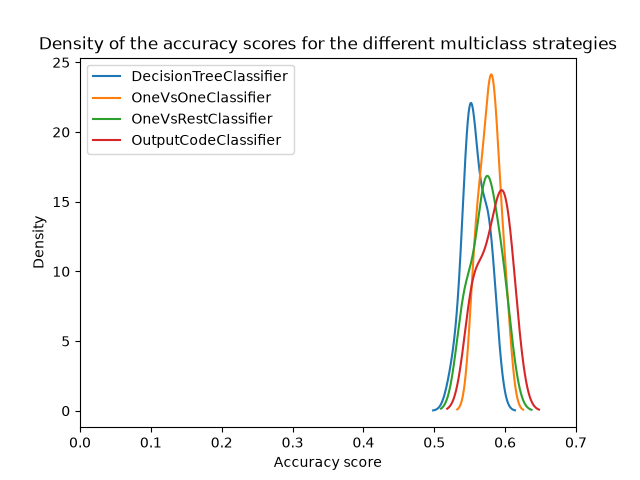 Density of the accuracy scores for the different multiclass strategies
25
20
15
10
5
0
Density
DecisionTreeClassifier
OneVsOneClassifier
OneVsRestClassifier
OutputCodeClassifier
0.0 0.1 0.2 0.3 0.4 0.5 0.6 0.7
Accuracy score